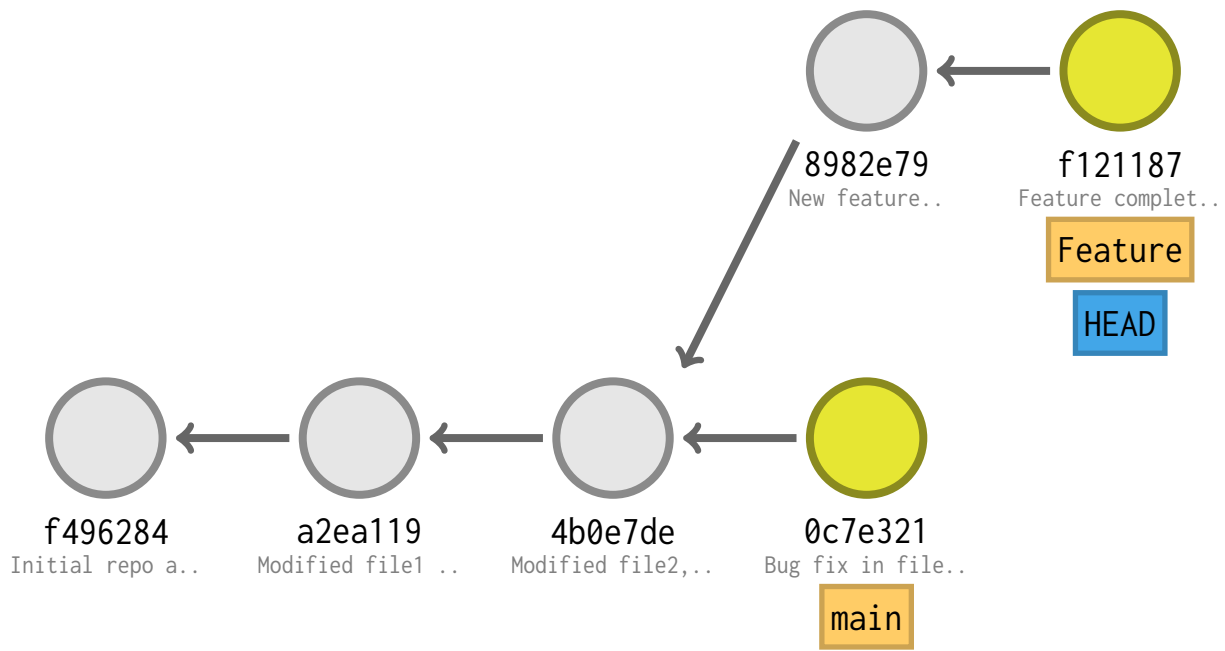 8982e79
New feature..
f121187
Feature complet..
Feature
HEAD
f496284
Initial repo a..
a2ea119
Modified file1 ..
4b0e7de
Modified file2,..
0c7e321
Bug fix in file..
main